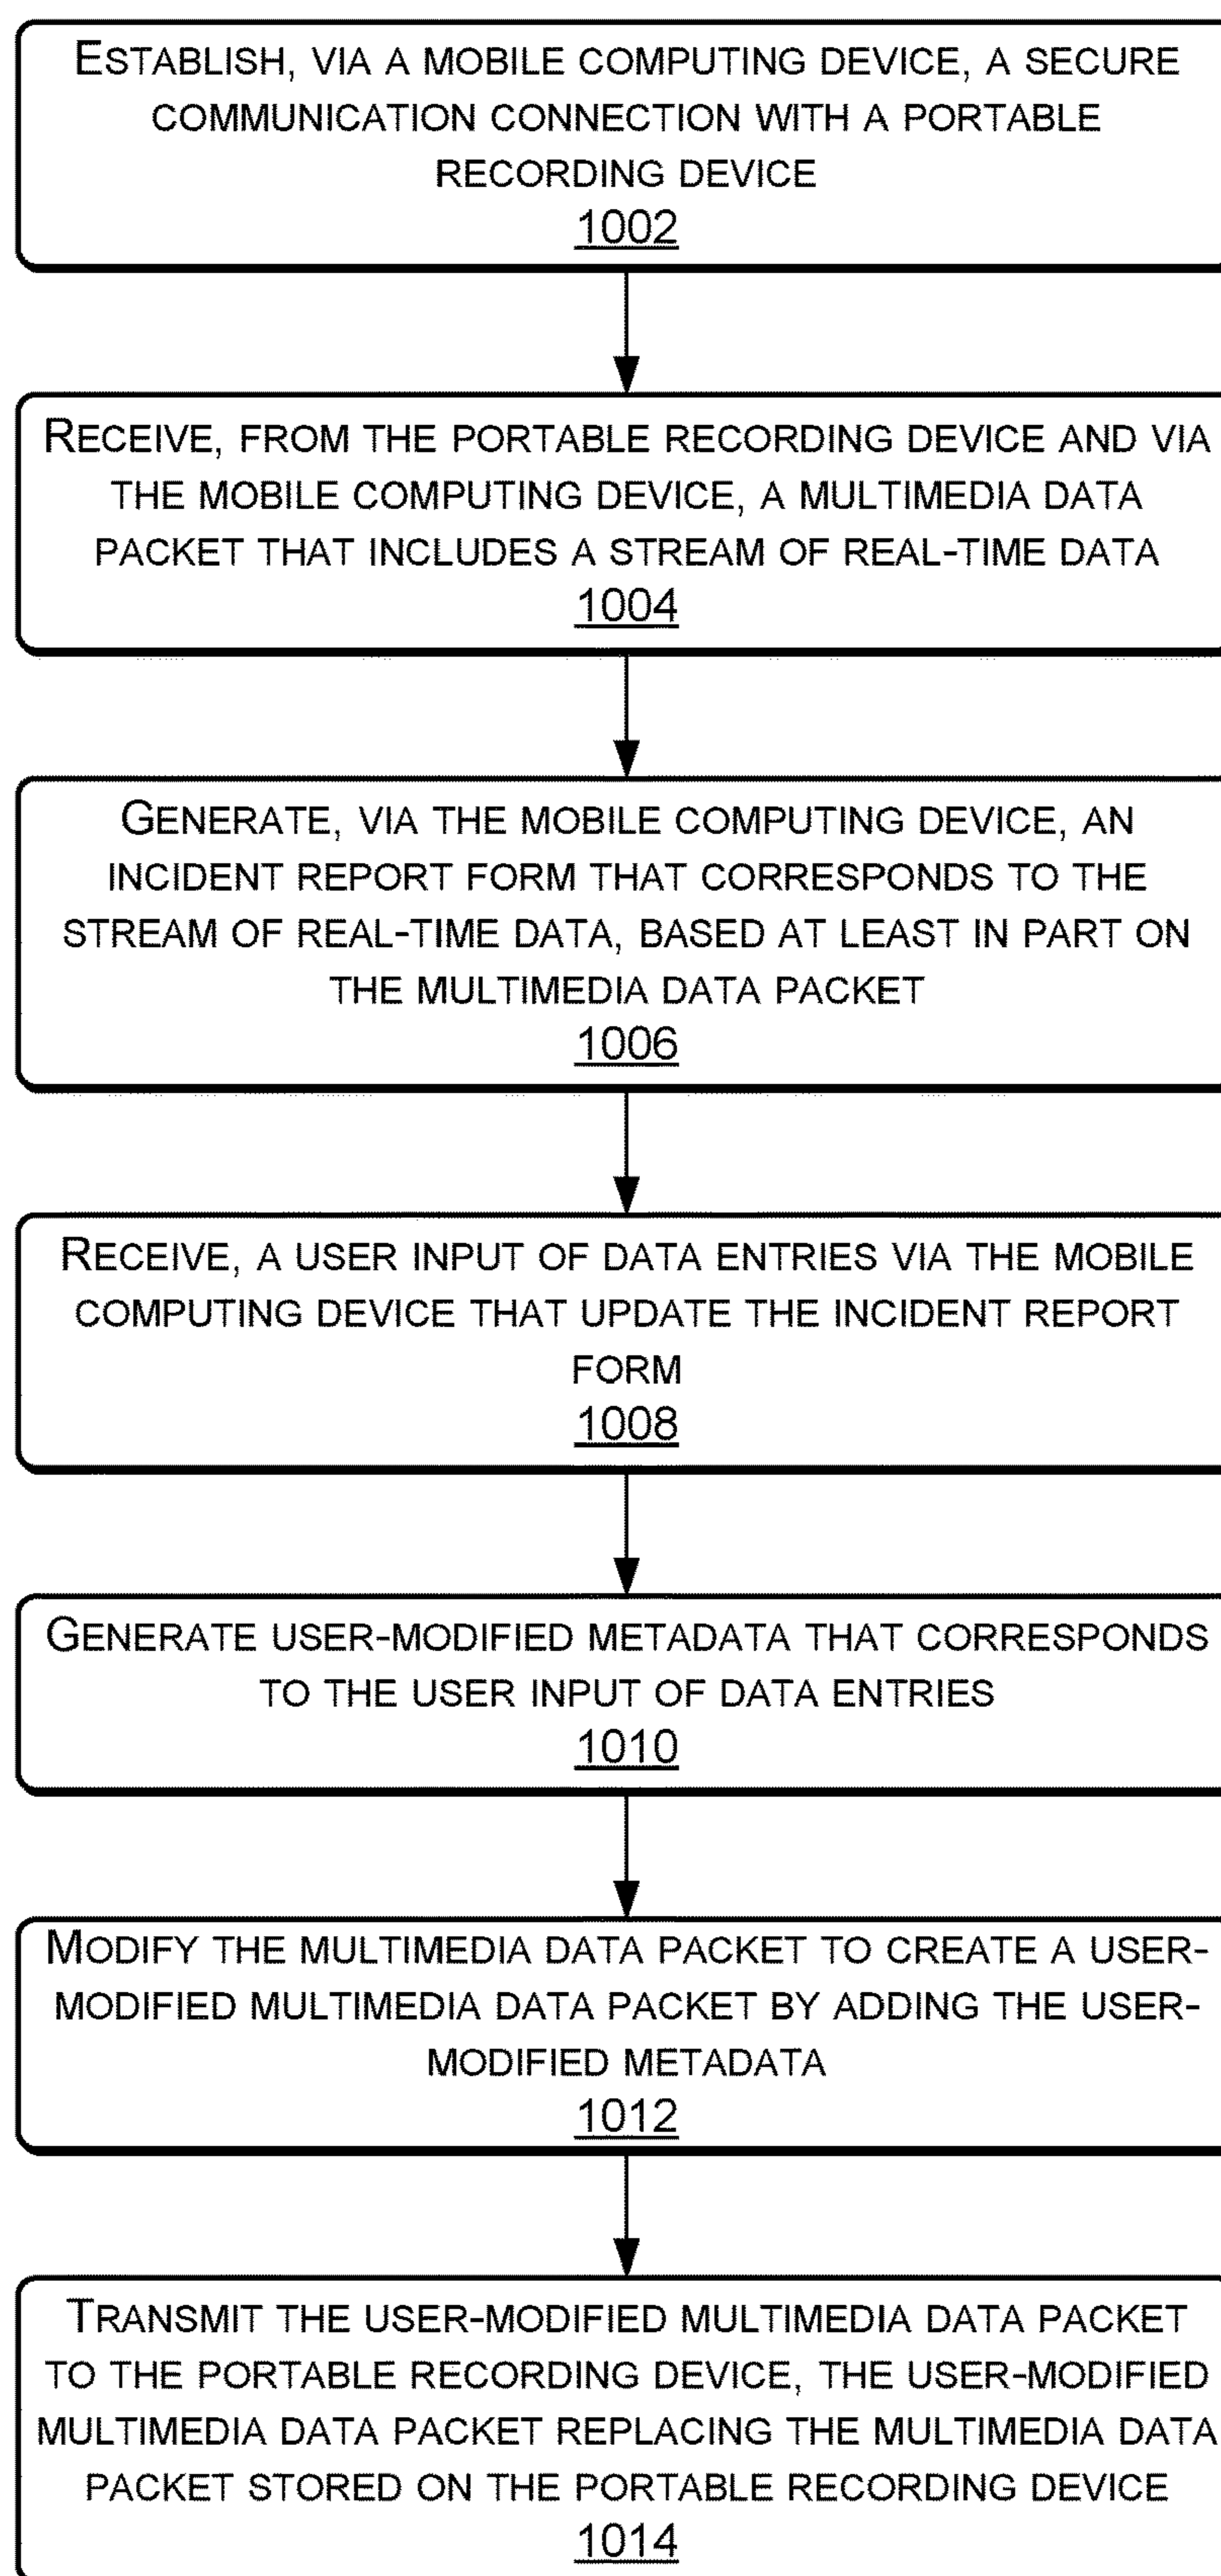 ESTABLISH, VIA A MOBILE COMPUTING DEVICE, A SECURE
COMMUNICATION CONNECTION WITH A PORTABLE
RECORDING DEVICE
1002
RECEIVE, FROM THE PORTABLE RECORDING DEVICE AND VIA
THE MOBILE COMPUTING DEVICE, A MULTIMEDIA DATA
PACKET THAT INCLUDES A STREAM OF REAL-TIME DATA
1004
GENERATE, VIA THE MOBILE COMPUTING DEVICE, AN
INCIDENT REPORT FORM THAT CORRESPONDS TO THE
STREAM OF REAL-TIME DATA, BASED AT LEAST IN PART ON
THE MULTIMEDIA DATA PACKET
1006
RECEIVE, A USER INPUT OF DATA ENTRIES VIA THE MOBILE
COMPUTING DEVICE THAT UPDATE THE INCIDENT REPORT
FORM
1008
GENERATE USER-MODIFIED METADATA THAT CORRESPONDS
TO THE USER INPUT OF DATA ENTRIES
1010
MODIFY THE MULTIMEDIA DATA PACKET TO CREATE A USER-
MODIFIED MULTIMEDIA DATA PACKET BY ADDING THE USER-
MODIFIED METADATA
1012
TRANSMIT THE USER-MODIFIED MULTIMEDIA DATA PACKET
TO THE PORTABLE RECORDING DEVICE, THE USER-MODIFIED
MULTIMEDIA DATA PACKET REPLACING THE MULTIMEDIA DATA
PACKET STORED ON THE PORTABLE RECORDING DEVICE
1014